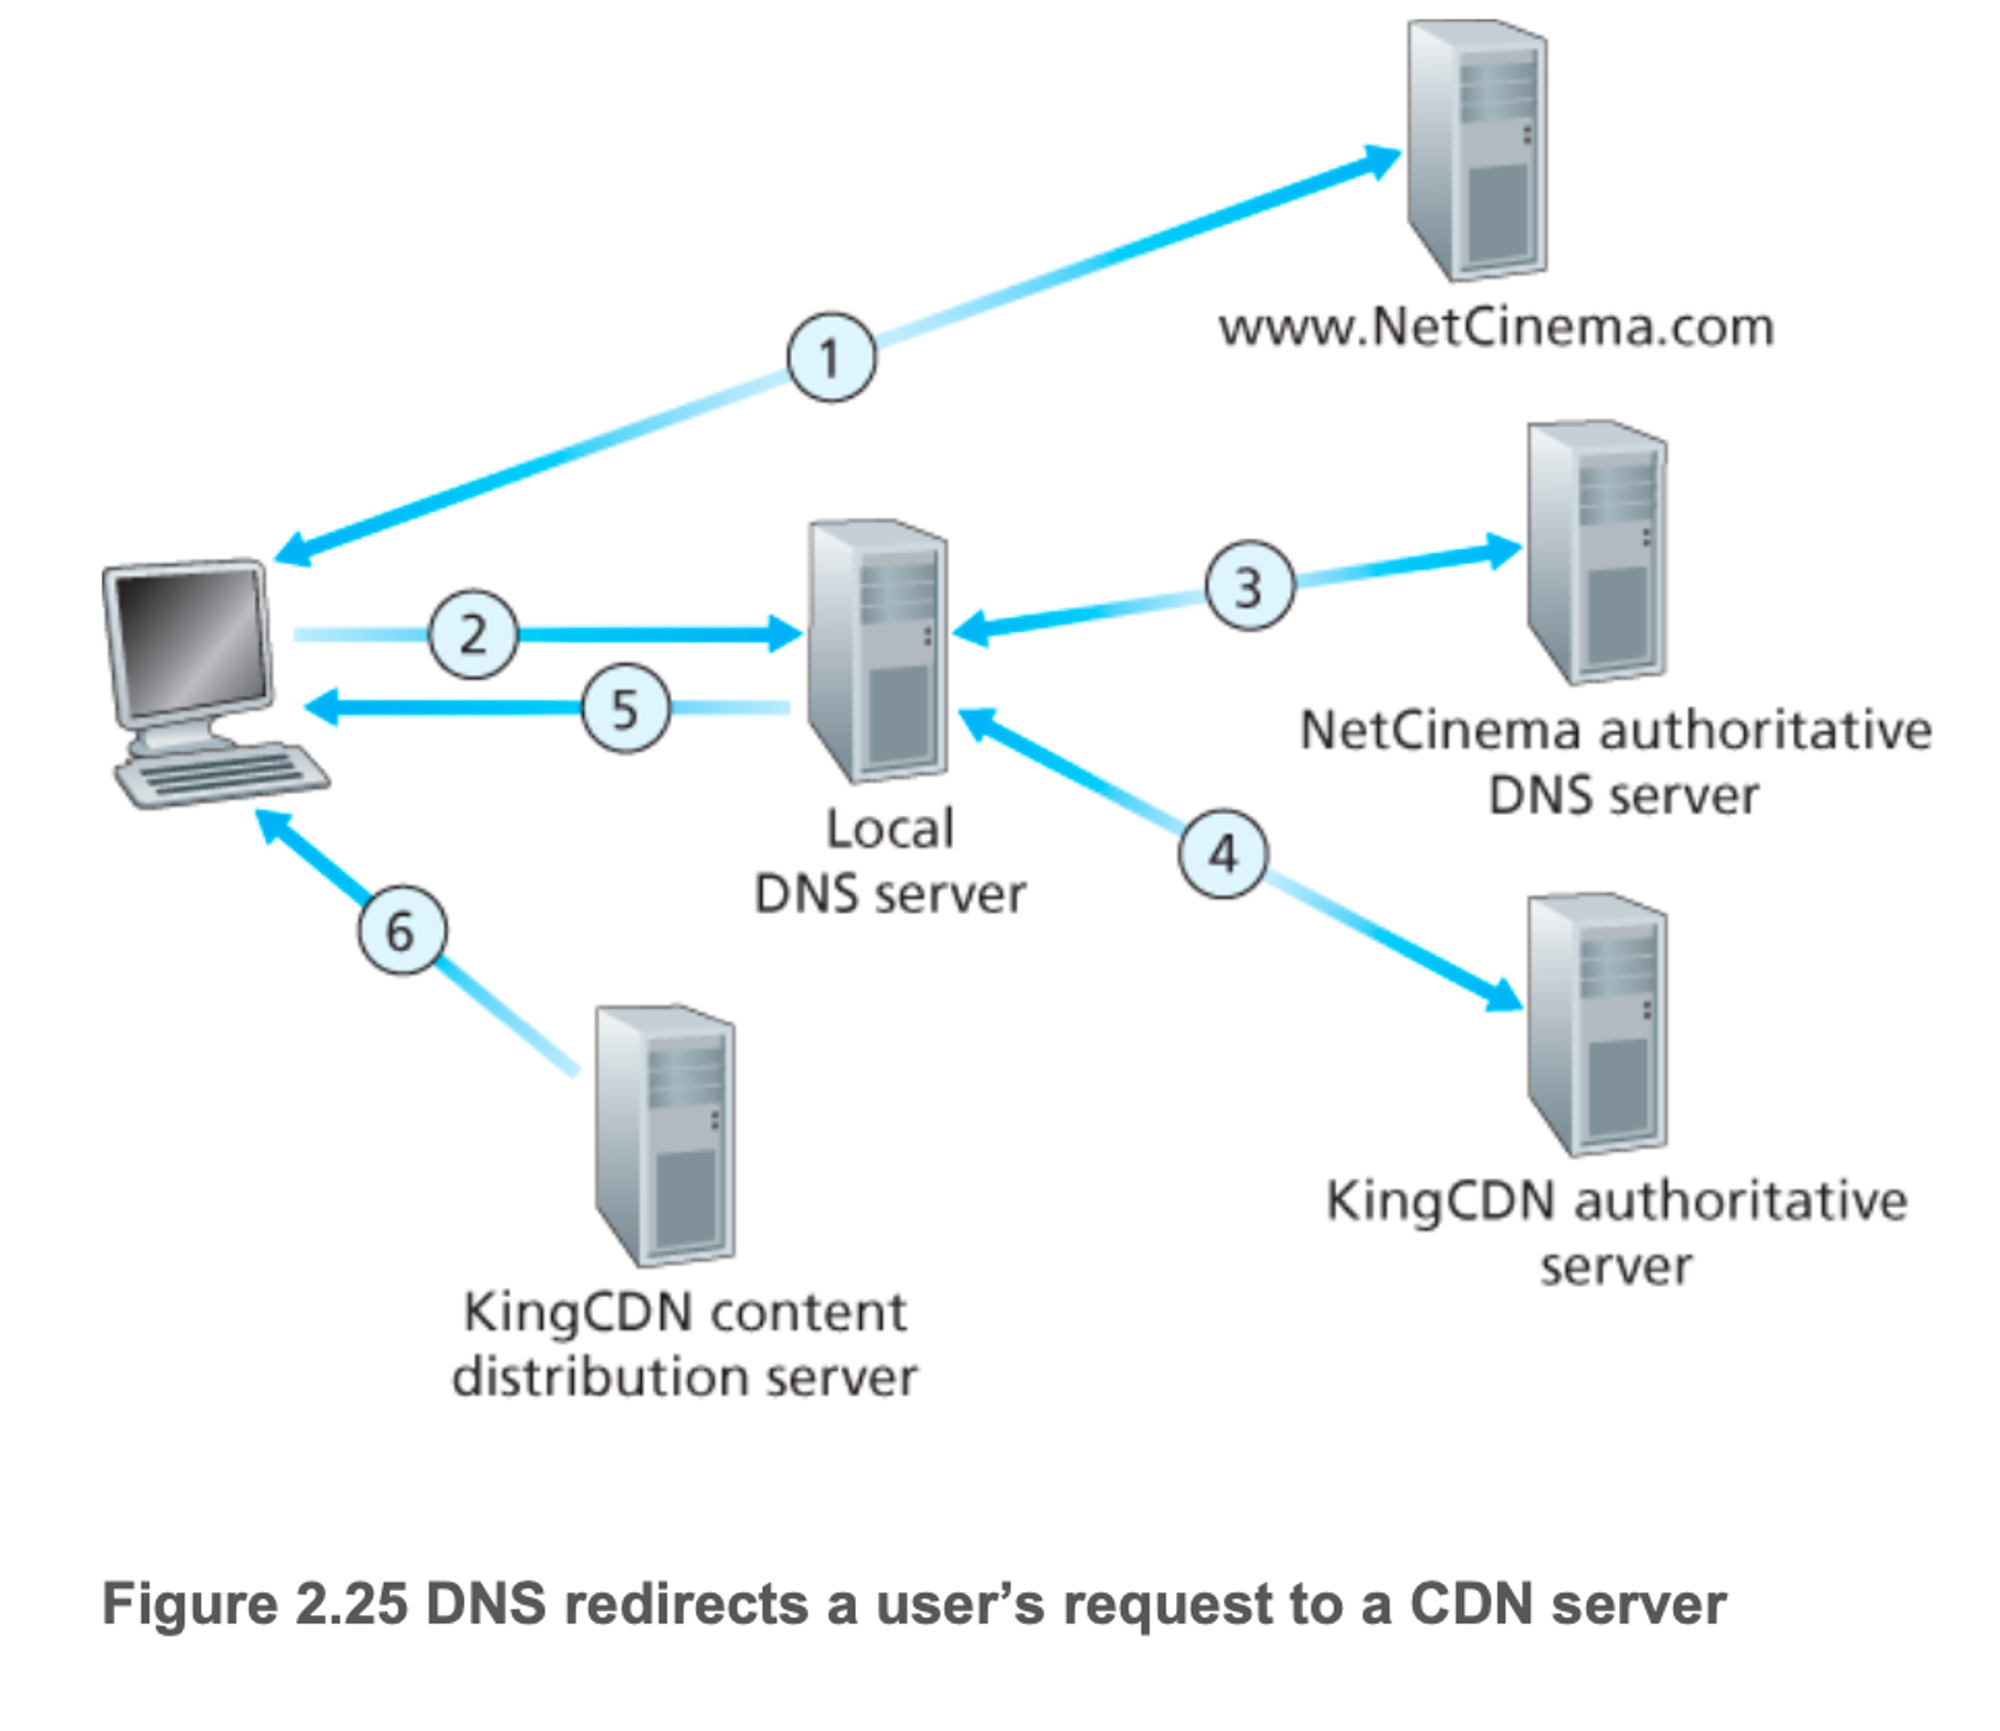 www.NetCinema.com
1
3
2
5
NetCinema authoritative
DNS server
Local
DNS server
4
6
KingCDN authoritative
server
KingCDN content
distribution server
Figure 2.25 DNS redirects a user’s request to a CDN server